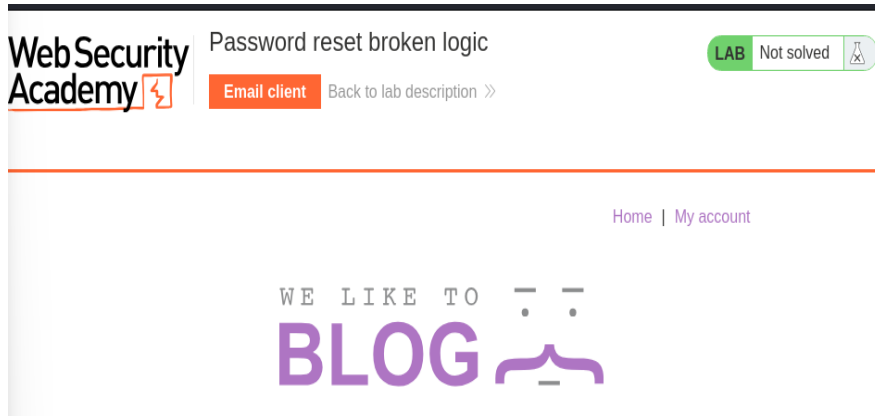 Web Security
Academy
Password reset broken logic
Email client Back to lab description
LAB Not solved
Home | My account
WE LIKE TO
BLOG